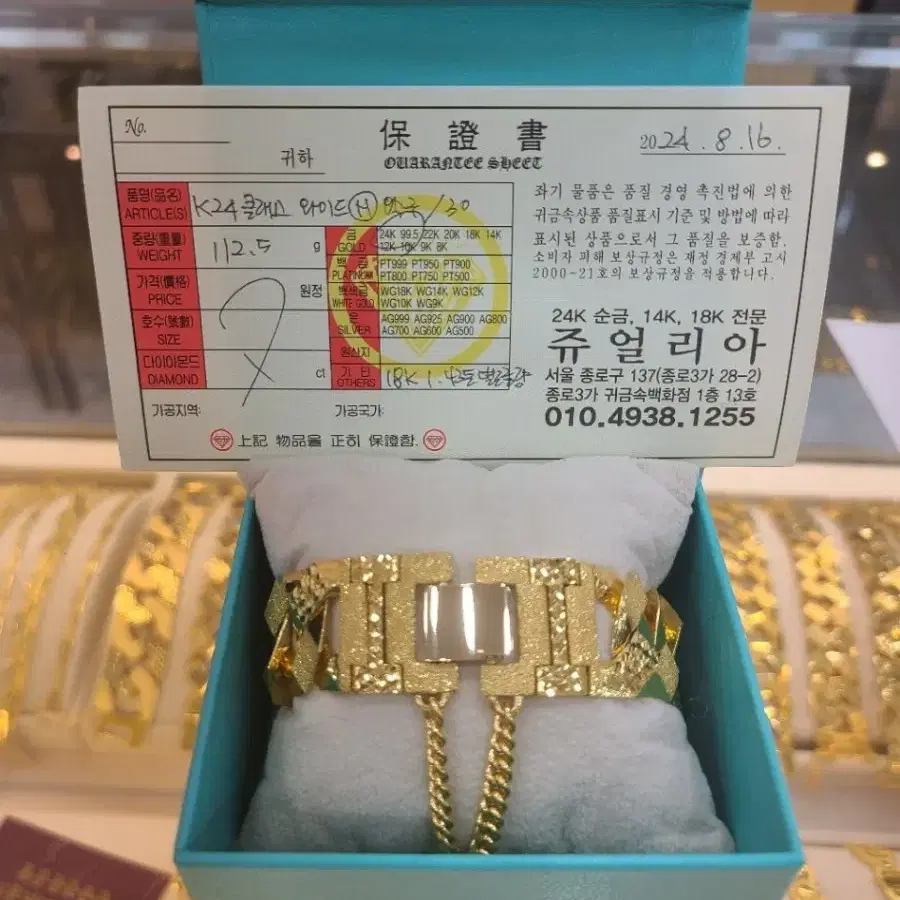 No.
귀하
保證書
GUARANTEE SHEET
2024.8.16.
품명(品名)
ARTICLE(S)
K24 클래스 와이드 (H) /30
중량(重量)
WEIGHT
112.5 g
가격(價格)
PRICE
원정
호수(號數)
SIZE
다이아몬드
DIAMOND
ct
금
GOLD
24K 99.5 22K 20K 18K 14K
12K 10K 9K 8K
백금
PLATINUM
PT999 PT950 PT900
PT800 PT750 PT500
백색금
WHITE GOLD
WG18K WG14K WG12K
WG10K WG9K
은
SILVER
AG999 AG925 AG900 AG800
AG700 AG600 AG500
원산지
기타
OTHERS
18K 1.
가공지역:
가공국가:
上記 物品을 正히 保證함.
좌기 물품은 품질 경영 촉진법에 의한
귀금속상품 품질표시 기준 및 방법에 따라
표시된 상품으로서 그 품질을 보증함.
소비자 피해 보상규정은 재정 경제부 고시
2000-21호의 보상규정을 적용합니다.
24K 순금, 14K, 18K 전문
쥬얼리아
서울 종로구 137(종로3가 28-2)
종로3가 귀금속백화점 1층 13호
010.4938.1255